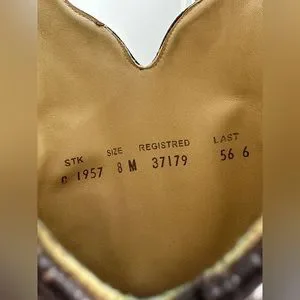 STK SIZE REGISTRED LAST
1957 8 M 37179 56 6